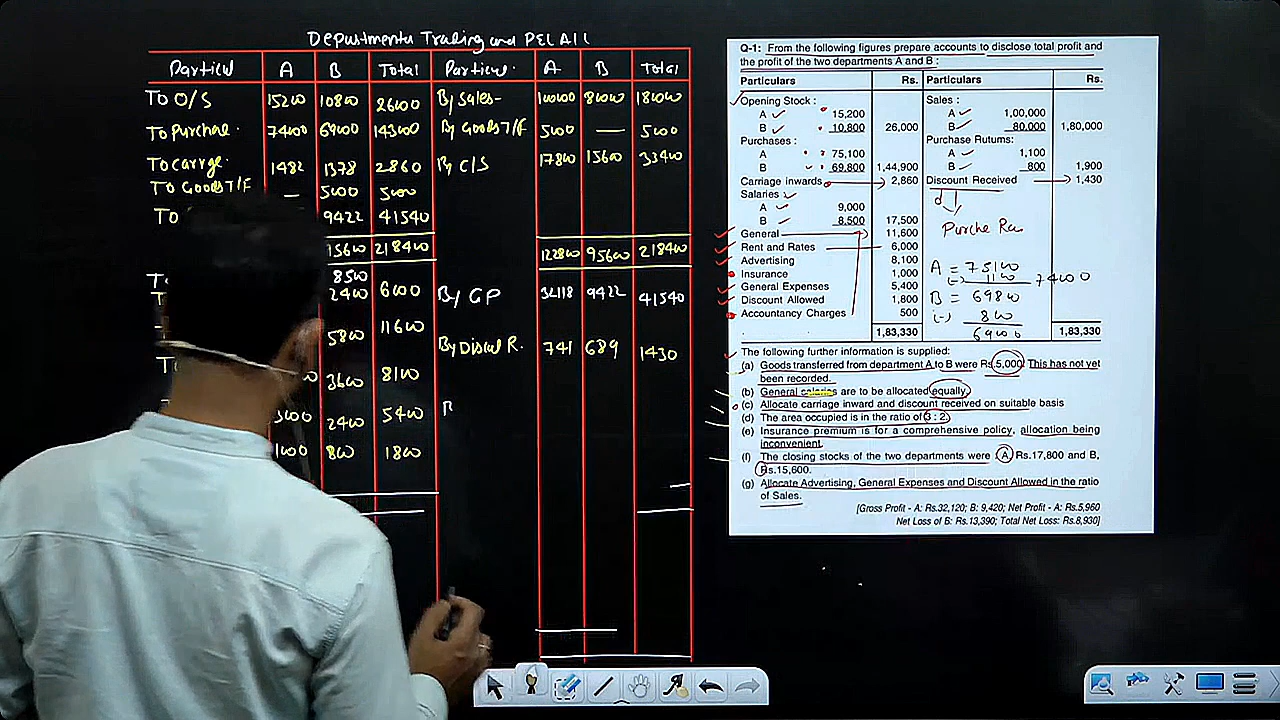 Departmental Trading and P&L A/C
Particular A B Total Particular. A B Total
To O/S 15200 10800 26000 By Sales- 100000 80000 180000
To Purchase. 74000 69000 143000 By Goods T/F 5000 — 5000
To Carrge. 1482 1378 2860 By C/S 17800 15600 33400
To Goods T/F — 5000 5000
To 9422 41540
15600 218400 122800 95600 218400
8500
2400 6000 By GP 32118 9422 41540
5800 11600
By Discul R. 741 689 1430
3600 8100
2400 5400
1000 800 1800
Q-1: From the following figures prepare accounts to disclose total profit and
the profit of the two departments A and B :
Particulars Rs. Particulars Rs.
Opening Stock : Sales :
A 15,200 A 1,00,000
B 10,800 26,000 B 80,000 1,80,000
Purchases : Purchase Ruturns:
A 75,100 A 1,100
B 69,800 1,44,900 B 800 1,900
Carriage inwards 2,860 Discount Received 1,430
Salaries
A 9,000
B 8,500 17,500
General 11,600
Rent and Rates 6,000
Advertising 8,100
Insurance 1,000
General Expenses 5,400
Discount Allowed 1,800
Accountancy Charges 500
1,83,330 1,83,330
Purche Ru
A = 75100
(-) 1100 74000
B = 69800
(-) 800
69000
The following further information is supplied:
(a) Goods transferred from department A to B were Rs.5,000. This has not yet
been recorded.
(b) General salaries are to be allocated equally.
(c) Allocate carriage inward and discount received on suitable basis
(d) The area occupied is in the ratio of 3 : 2.
(e) Insurance premium is for a comprehensive policy, allocation being
inconvenient.
(f) The closing stocks of the two departments were : A Rs.17,800 and B,
Rs.15,600.
(g) Allocate Advertising, General Expenses and Discount Allowed in the ratio
of Sales.
[Gross Profit - A: Rs.32,120; B: 9,420; Net Profit - A: Rs.5,960
Net Loss of B: Rs.13,390; Total Net Loss: Rs.8,930]